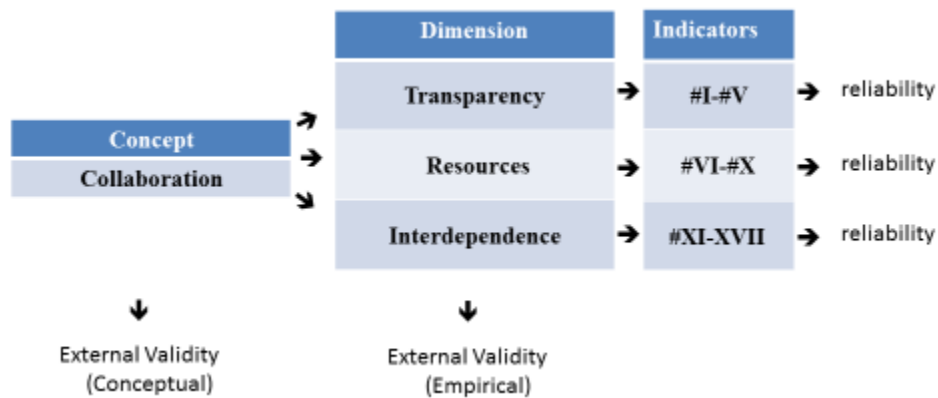 Dimension
Indicators
Transparency
#I-#V
reliability
Concept
Collaboration
Resources
#VI-#X
reliability
Interdependence
#XI-XVII
reliability
External Validity
(Conceptual)
External Validity
(Empirical)